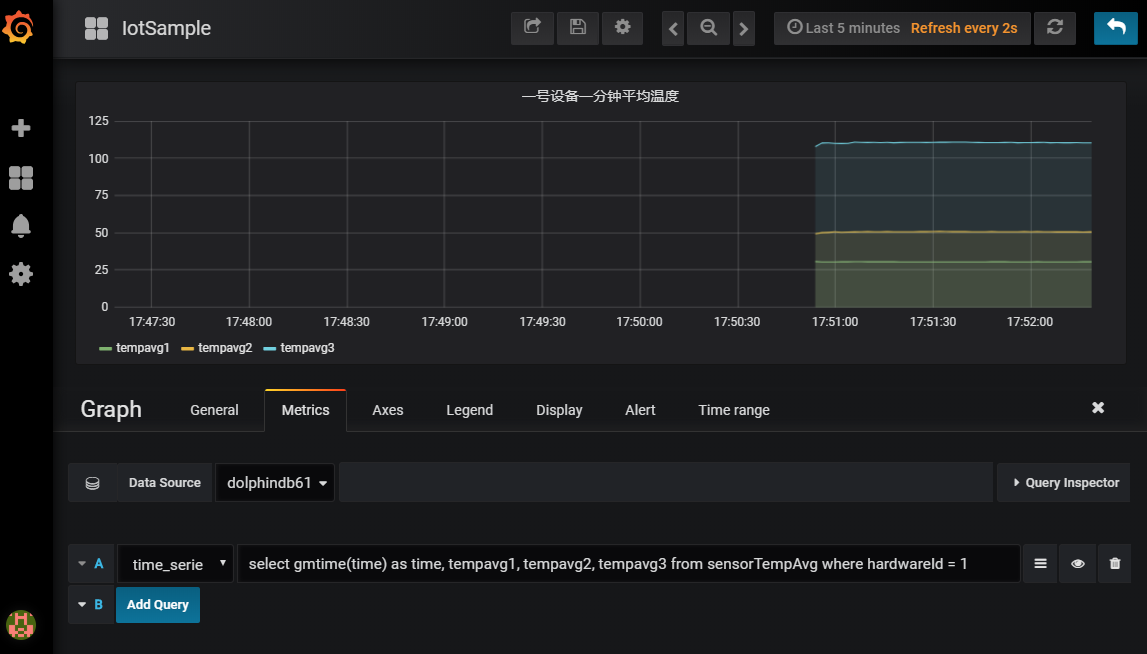 IotSample
Last 5 minutes Refresh every 2s
一号设备一分钟平均温度
125
100
75
50
25
0
17:47:30 17:48:00 17:48:30 17:49:00 17:49:30 17:50:00 17:50:30 17:51:00 17:51:30 17:52:00
tempavg1 tempavg2 tempavg3
Graph General Metrics Axes Legend Display Alert Time range
Data Source dolphindb61 Query Inspector
A time_serie select gmtime(time) as time, tempavg1, tempavg2, tempavg3 from sensorTempAvg where hardwareId = 1
B Add Query